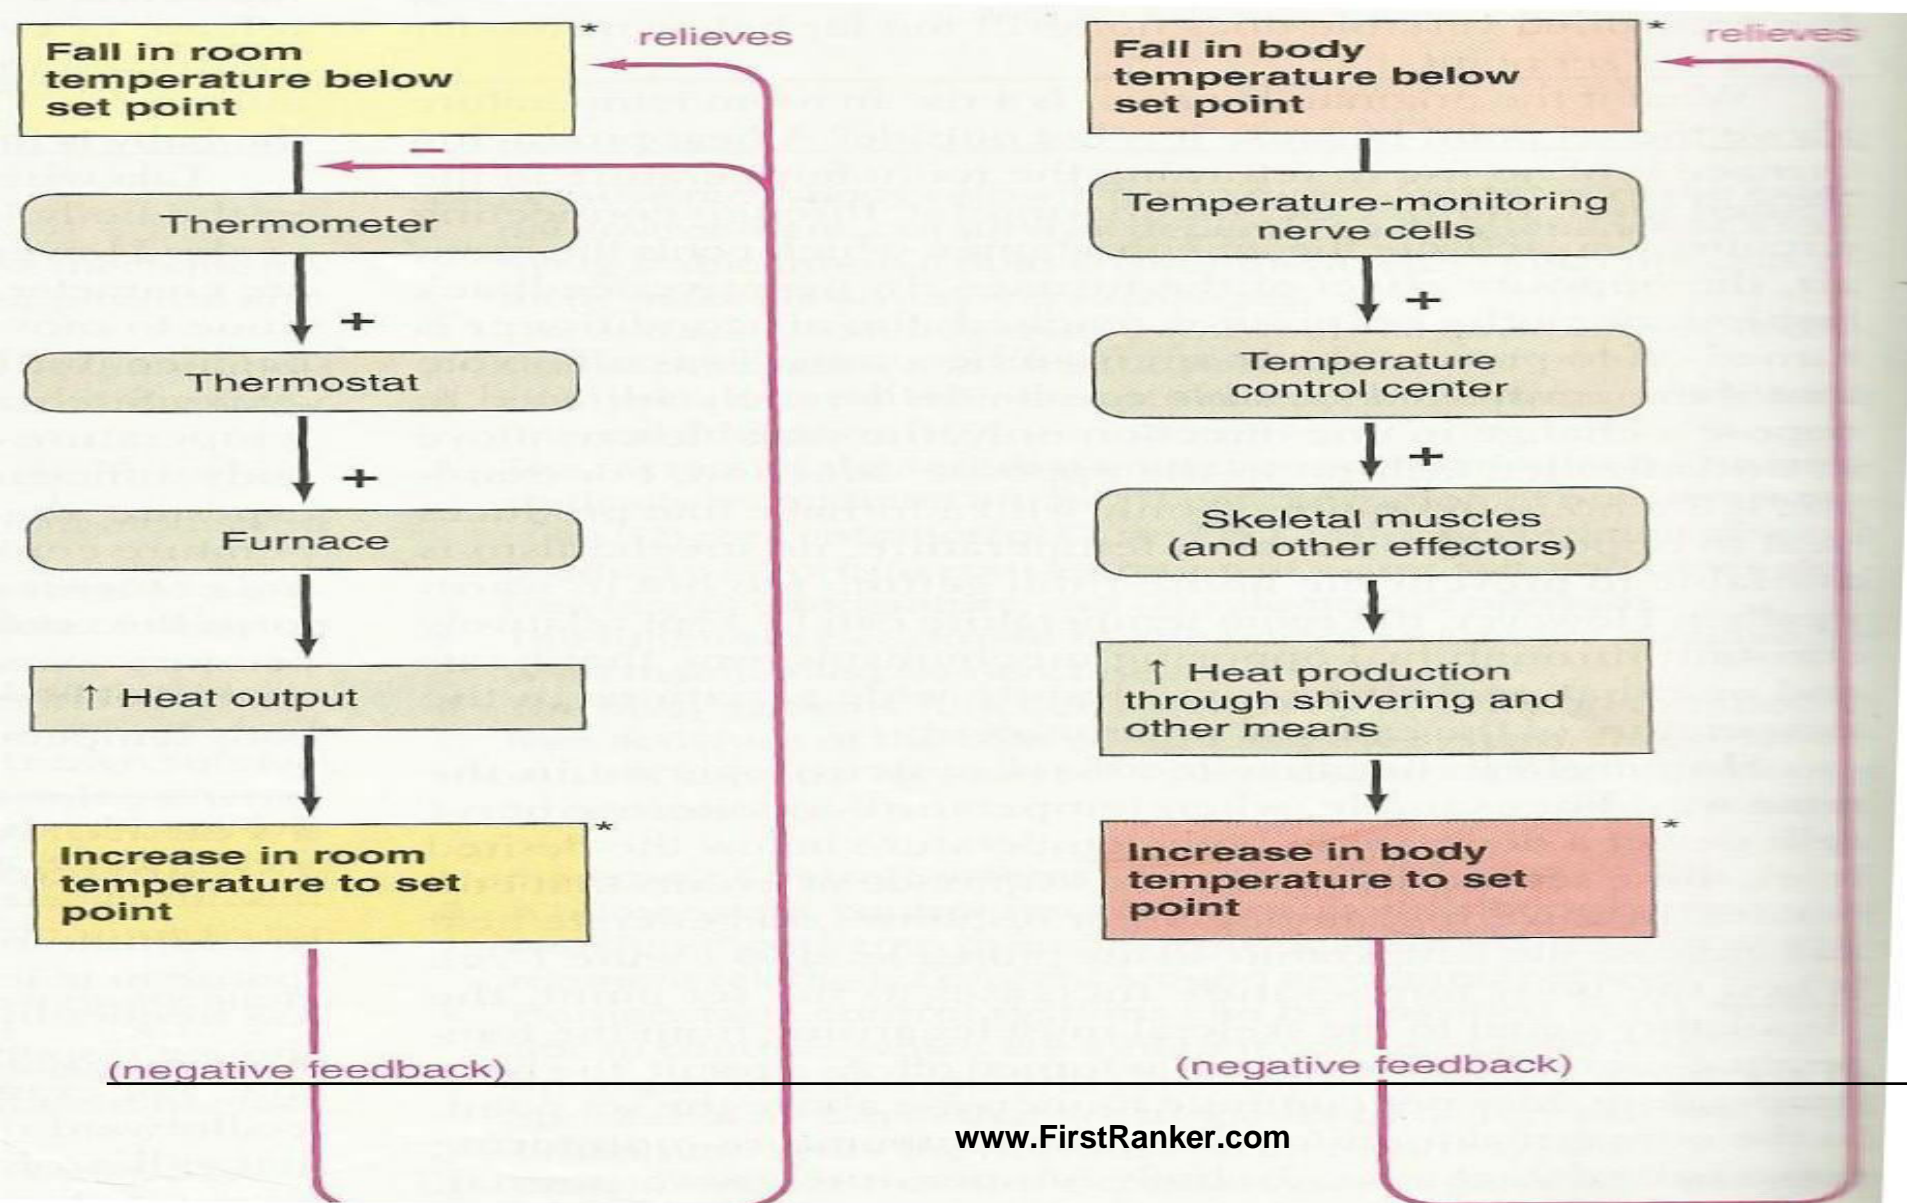 Fall in room
temperature below
set point
*
relieves
–
Thermometer
+
Thermostat
+
Furnace
↑ Heat output
Increase in room
temperature to set
point
*
(negative feedback)
Fall in body
temperature below
set point
*
relieves
Temperature-monitoring
nerve cells
+
Temperature
control center
+
Skeletal muscles
(and other effectors)
↑ Heat production
through shivering and
other means
Increase in body
temperature to set
point
*
(negative feedback)
www.FirstRanker.com